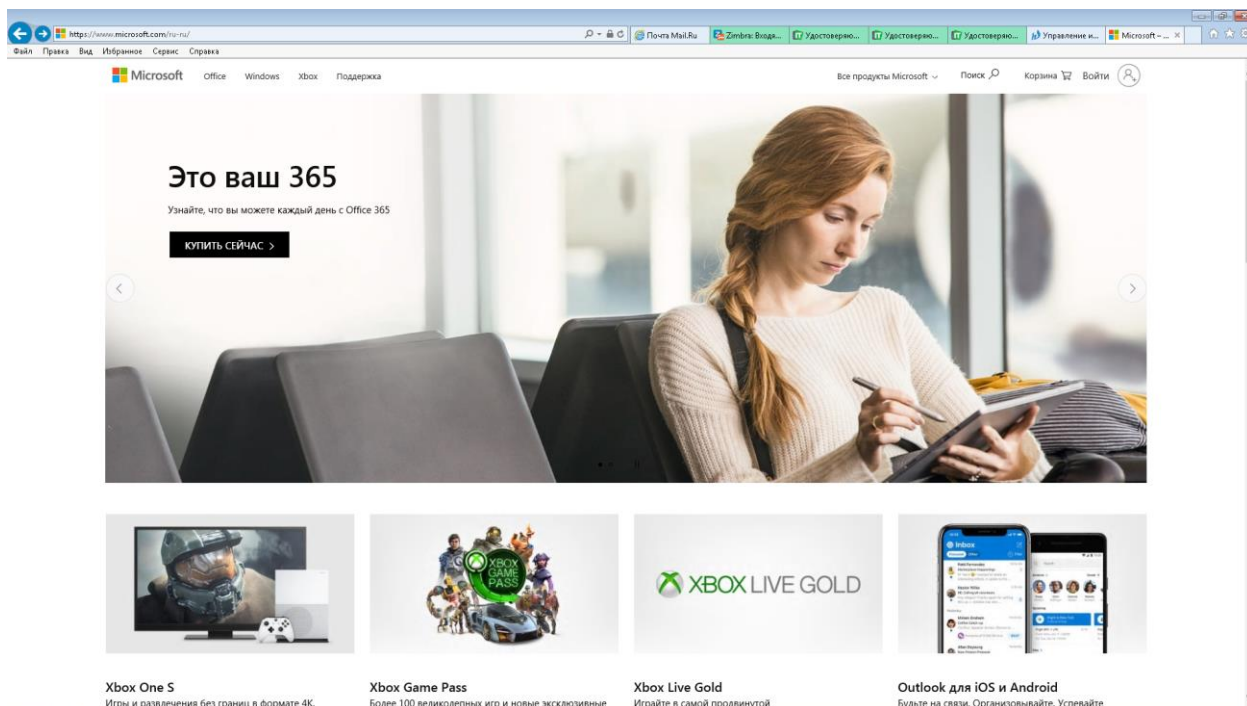 https://www.microsoft.com/ru-ru/
Почта Mail.Ru
Zimbra: Входя...
Удостоверяю...
Удостоверяю...
Удостоверяю...
Управление и...
Microsoft – ...
Файл Правка Вид Избранное Сервис Справка
Microsoft Office Windows Xbox Поддержка Все продукты Microsoft Поиск Корзина Войти
Это ваш 365
Узнайте, что вы можете каждый день с Office 365
КУПИТЬ СЕЙЧАС >
XBOX GAME PASS
XBOX LIVE GOLD
Inbox
Xbox One S
Игры и развлечения без границ в формате 4K.
Xbox Game Pass
Более 100 великолепных игр и новые эксклюзивные
Xbox Live Gold
Играйте в самой продвинутой
Outlook для iOS и Android
Будьте на связи. Организовывайте. Успевайте